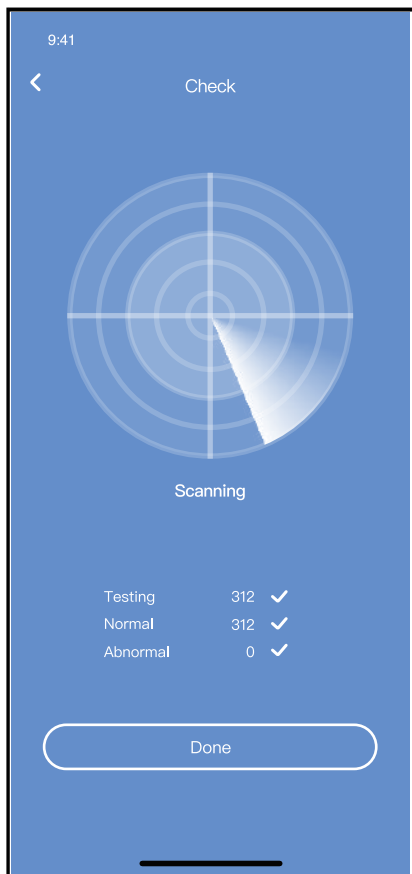 9:41
Check
Scanning
Testing 312
Normal 312
Abnormal 0
Done